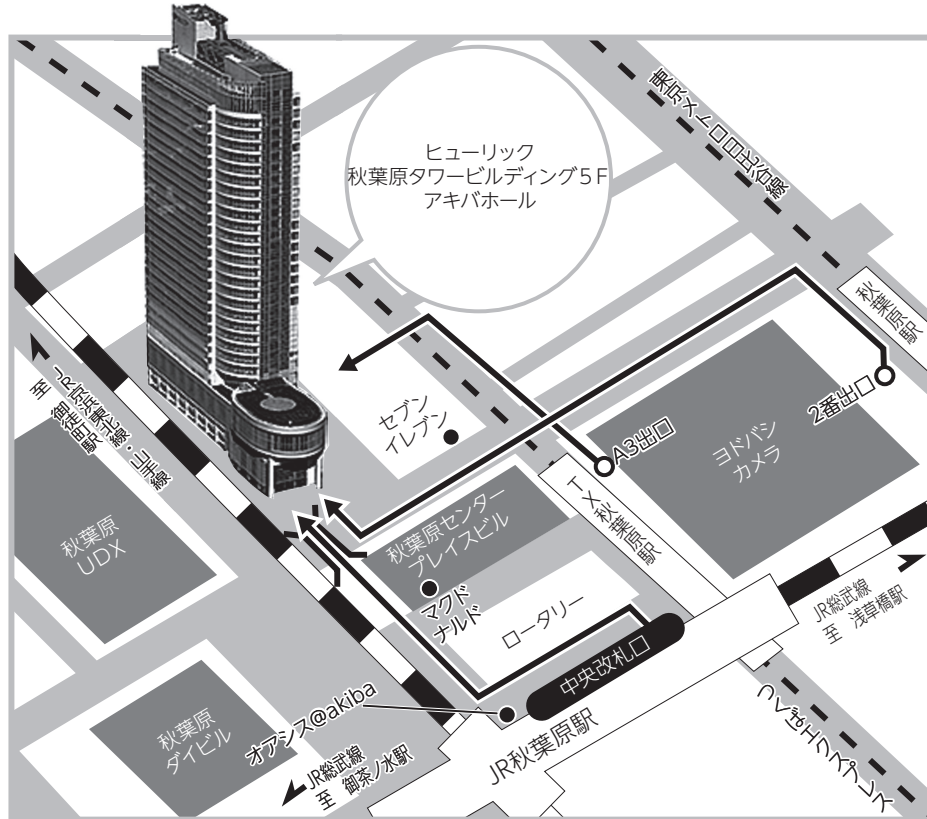 ヒューリック
秋葉原タワービルディング5F
アキバホール
東京メトロ日比谷線
秋葉原駅
2番出口
A3出口
ヨドバシ
カメラ
セブン
イレブン
TX秋葉原駅
JR京浜東北線・山手線
至 御徒町駅
秋葉原
UDX
秋葉原センター
プレイスビル
マクド
ナルド
ロータリー
中央改札口
JR総武線
至 浅草橋駅
オアシス@akiba
JR秋葉原駅
つくばエクスプレス
秋葉原
ダイビル
JR総武線
至 御茶ノ水駅